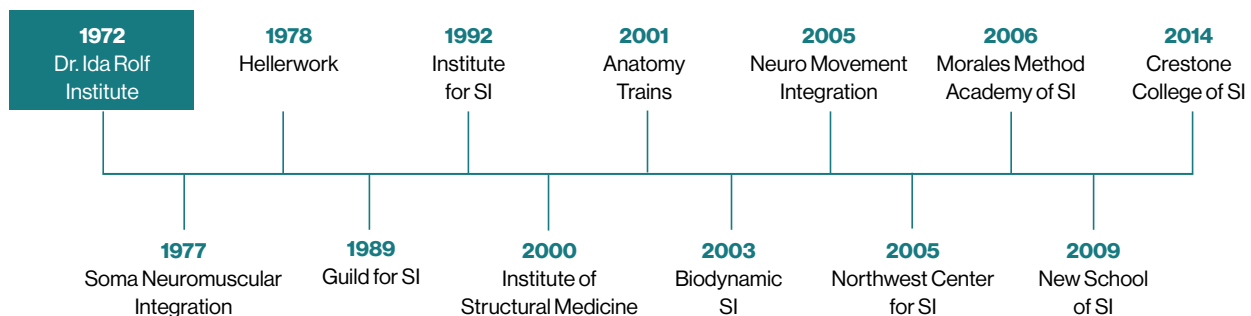 1972
Dr. Ida Rolf
Institute
1978
Hellerwork
1992
Institute
for SI
2001
Anatomy
Trains
2005
Neuro Movement
Integration
2006
Morales Method
Academy of SI
2014
Crestone
College of SI
1977
Soma Neuromuscular
Integration
1989
Guild for SI
2000
Institute of
Structural Medicine
2003
Biodynamic
SI
2005
Northwest Center
for SI
2009
New School
of SI